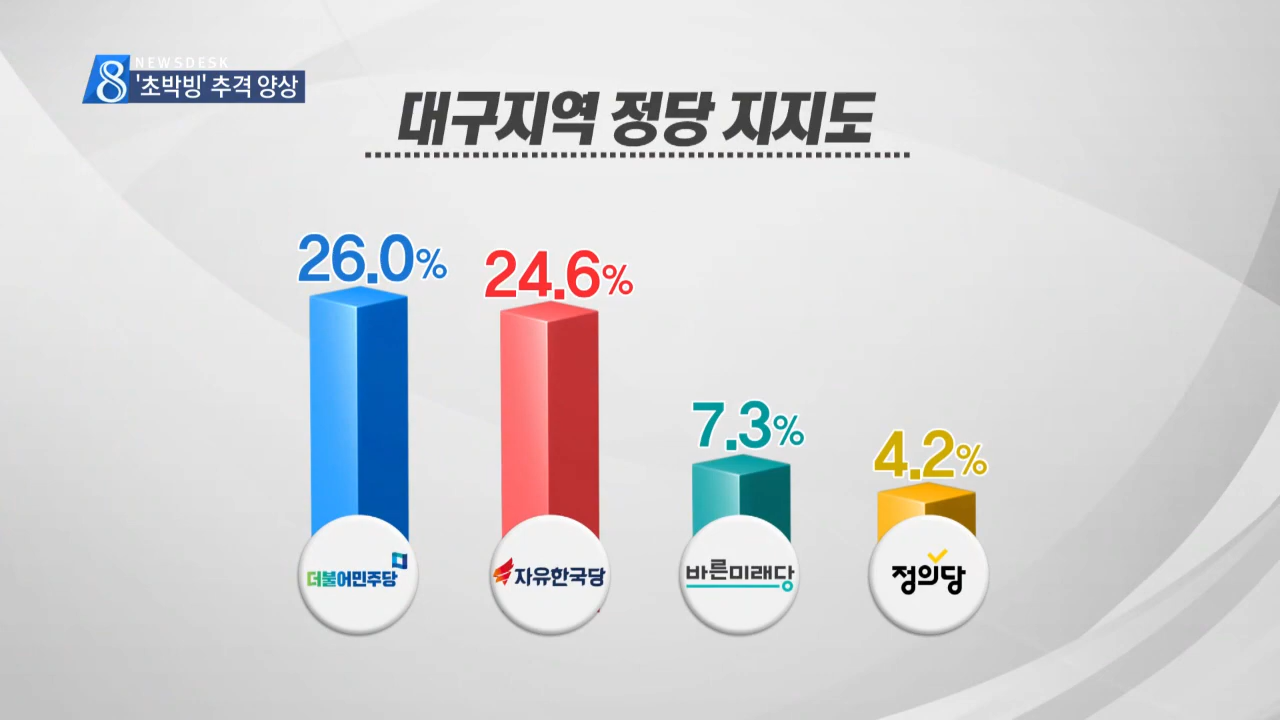 8 NEWSDESK
'초박빙' 추격 양상
대구지역 정당 지지도
26.0% 24.6% 7.3% 4.2%
더불어민주당 자유한국당 바른미래당 정의당